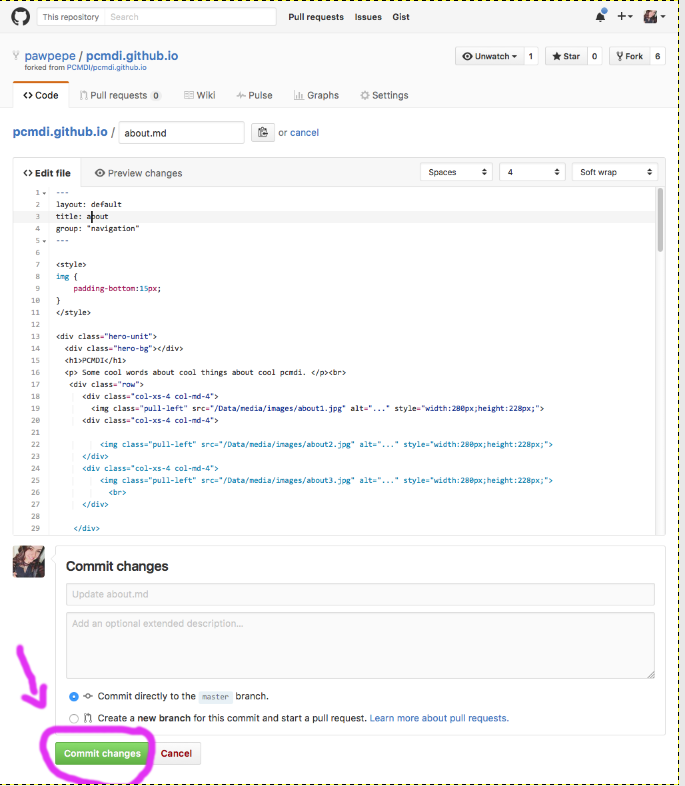 This repository Search Pull requests Issues Gist
pawpepe / pcmdi.github.io Unwatch 1 Star 0 Fork 6
forked from PCMDI/pcmdi.github.io
Code Pull requests 0 Wiki Pulse Graphs Settings
pcmdi.github.io / about.md or cancel
Edit file Preview changes Spaces 4 Soft wrap
1 ---
2 layout: default
3 title: about
4 group: "navigation"
5 ---
6
7 <style>
8 img {
9 padding-bottom:15px;
10 }
11 </style>
12
13 <div class="hero-unit">
14 <div class="hero-bg"></div>
15 <h1>PCMDI</h1>
16 <p> Some cool words about cool things about cool pcmdi. </p><br>
17 <div class="row">
18 <div class="col-xs-4 col-md-4">
19 <img class="pull-left" src="/Data/media/images/about1.jpg" alt="..." style="width:280px;height:228px;">
20 <div class="col-xs-4 col-md-4">
21
22 <img class="pull-left" src="/Data/media/images/about2.jpg" alt="..." style="width:280px;height:228px;">
23 </div>
24 <div class="col-xs-4 col-md-4">
25 <img class="pull-left" src="/Data/media/images/about3.jpg" alt="..." style="width:280px;height:228px;">
26 <br>
27 </div>
28
29 </div>
Commit changes
Update about.md
Add an optional extended description...
Commit directly to the master branch.
Create a new branch for this commit and start a pull request. Learn more about pull requests.
Commit changes Cancel